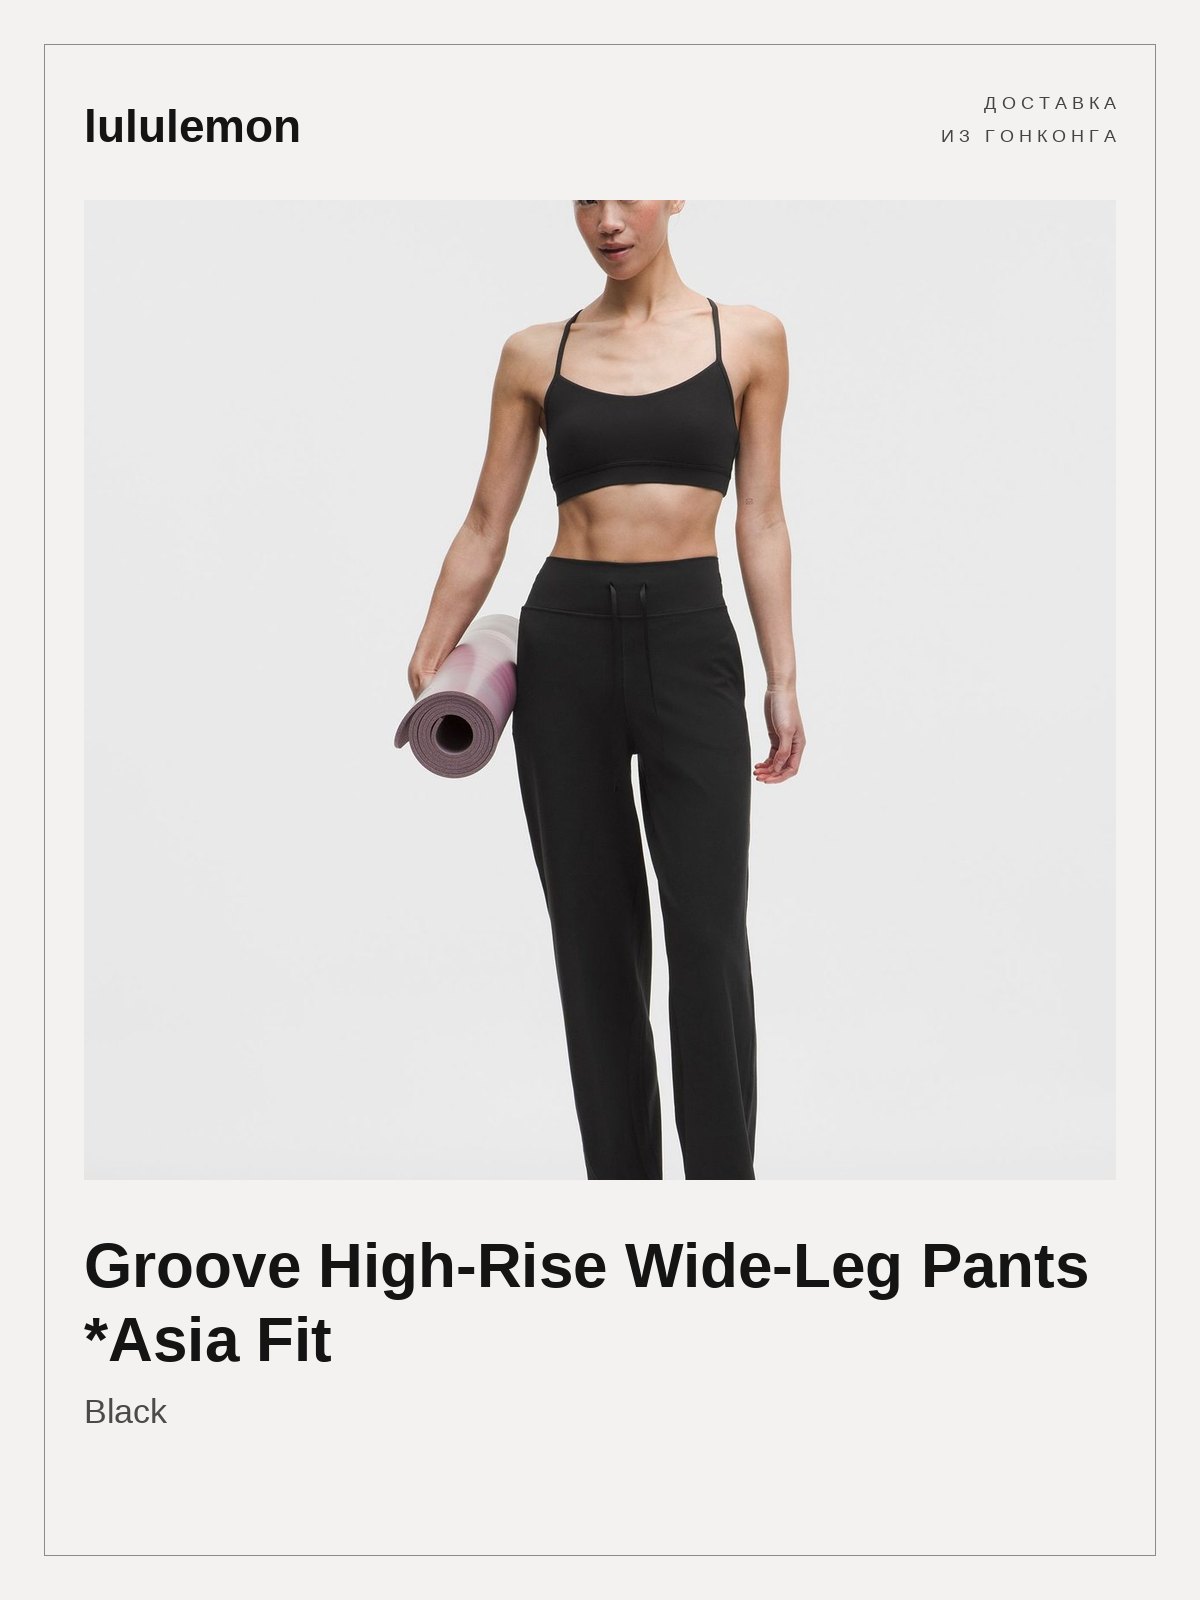 lululemon
ДОСТАВКА
ИЗ ГОНКОНГА
Groove High-Rise Wide-Leg Pants
*Asia Fit
Black